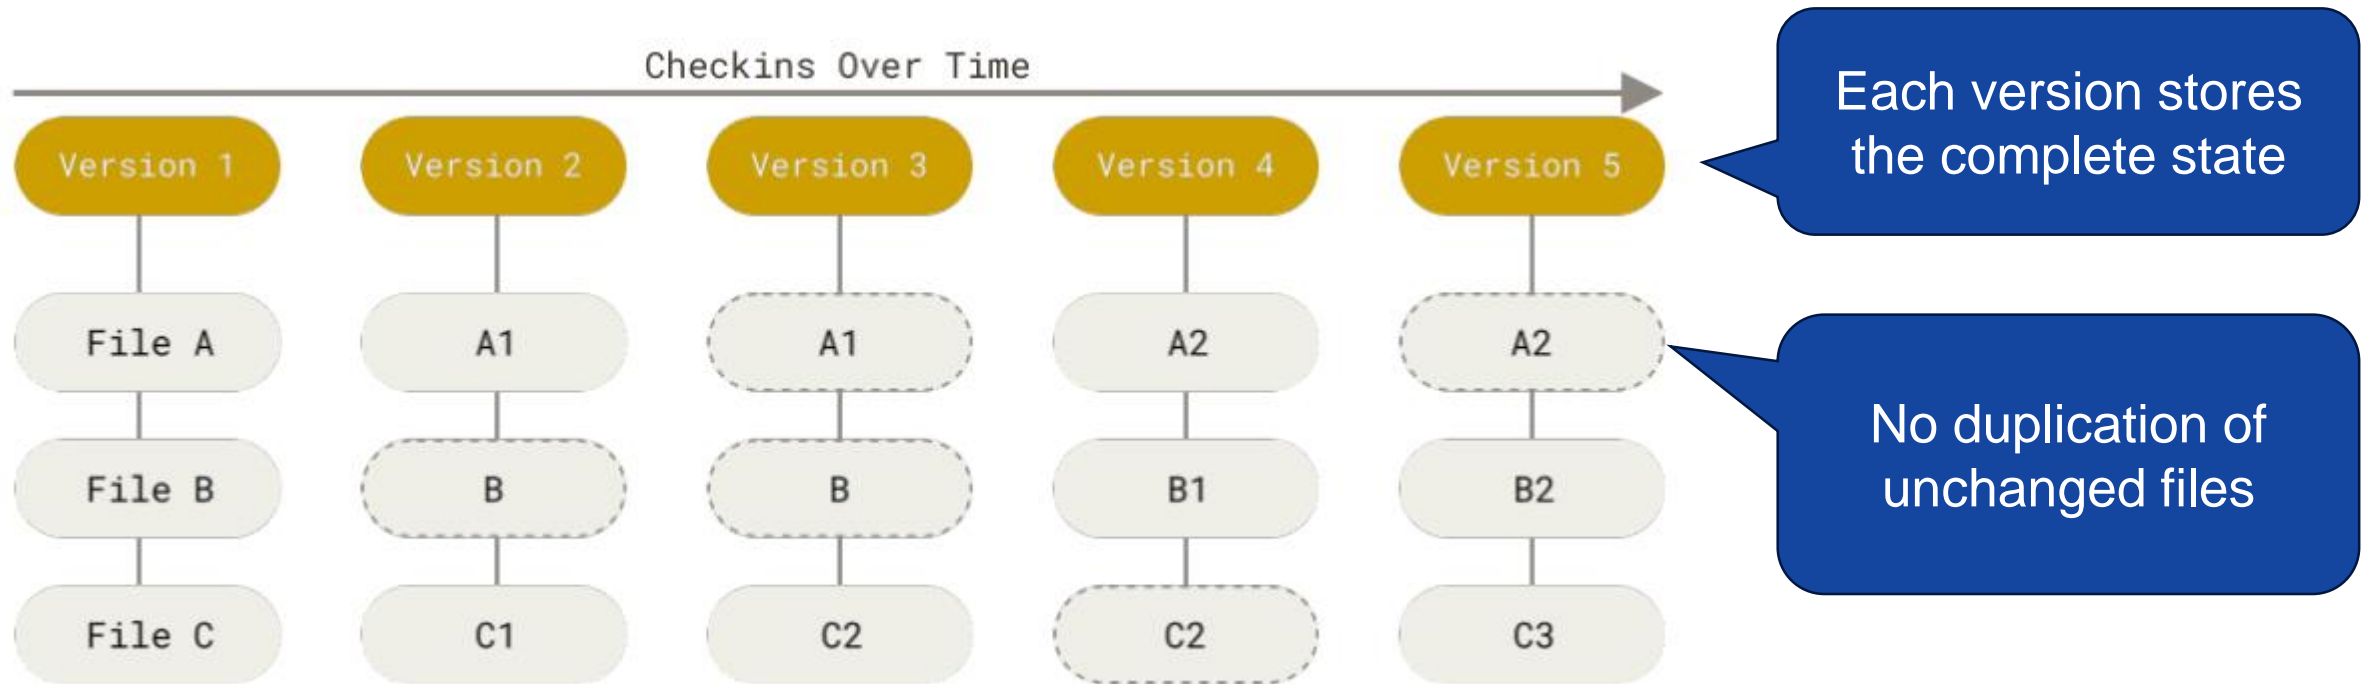 Checkins Over Time
Version 1
Version 2
Version 3
Version 4
Version 5
File A
A1
A1
A2
A2
File B
B
B
B1
B2
File C
C1
C2
C2
C3
Each version stores
the complete state
No duplication of
unchanged files